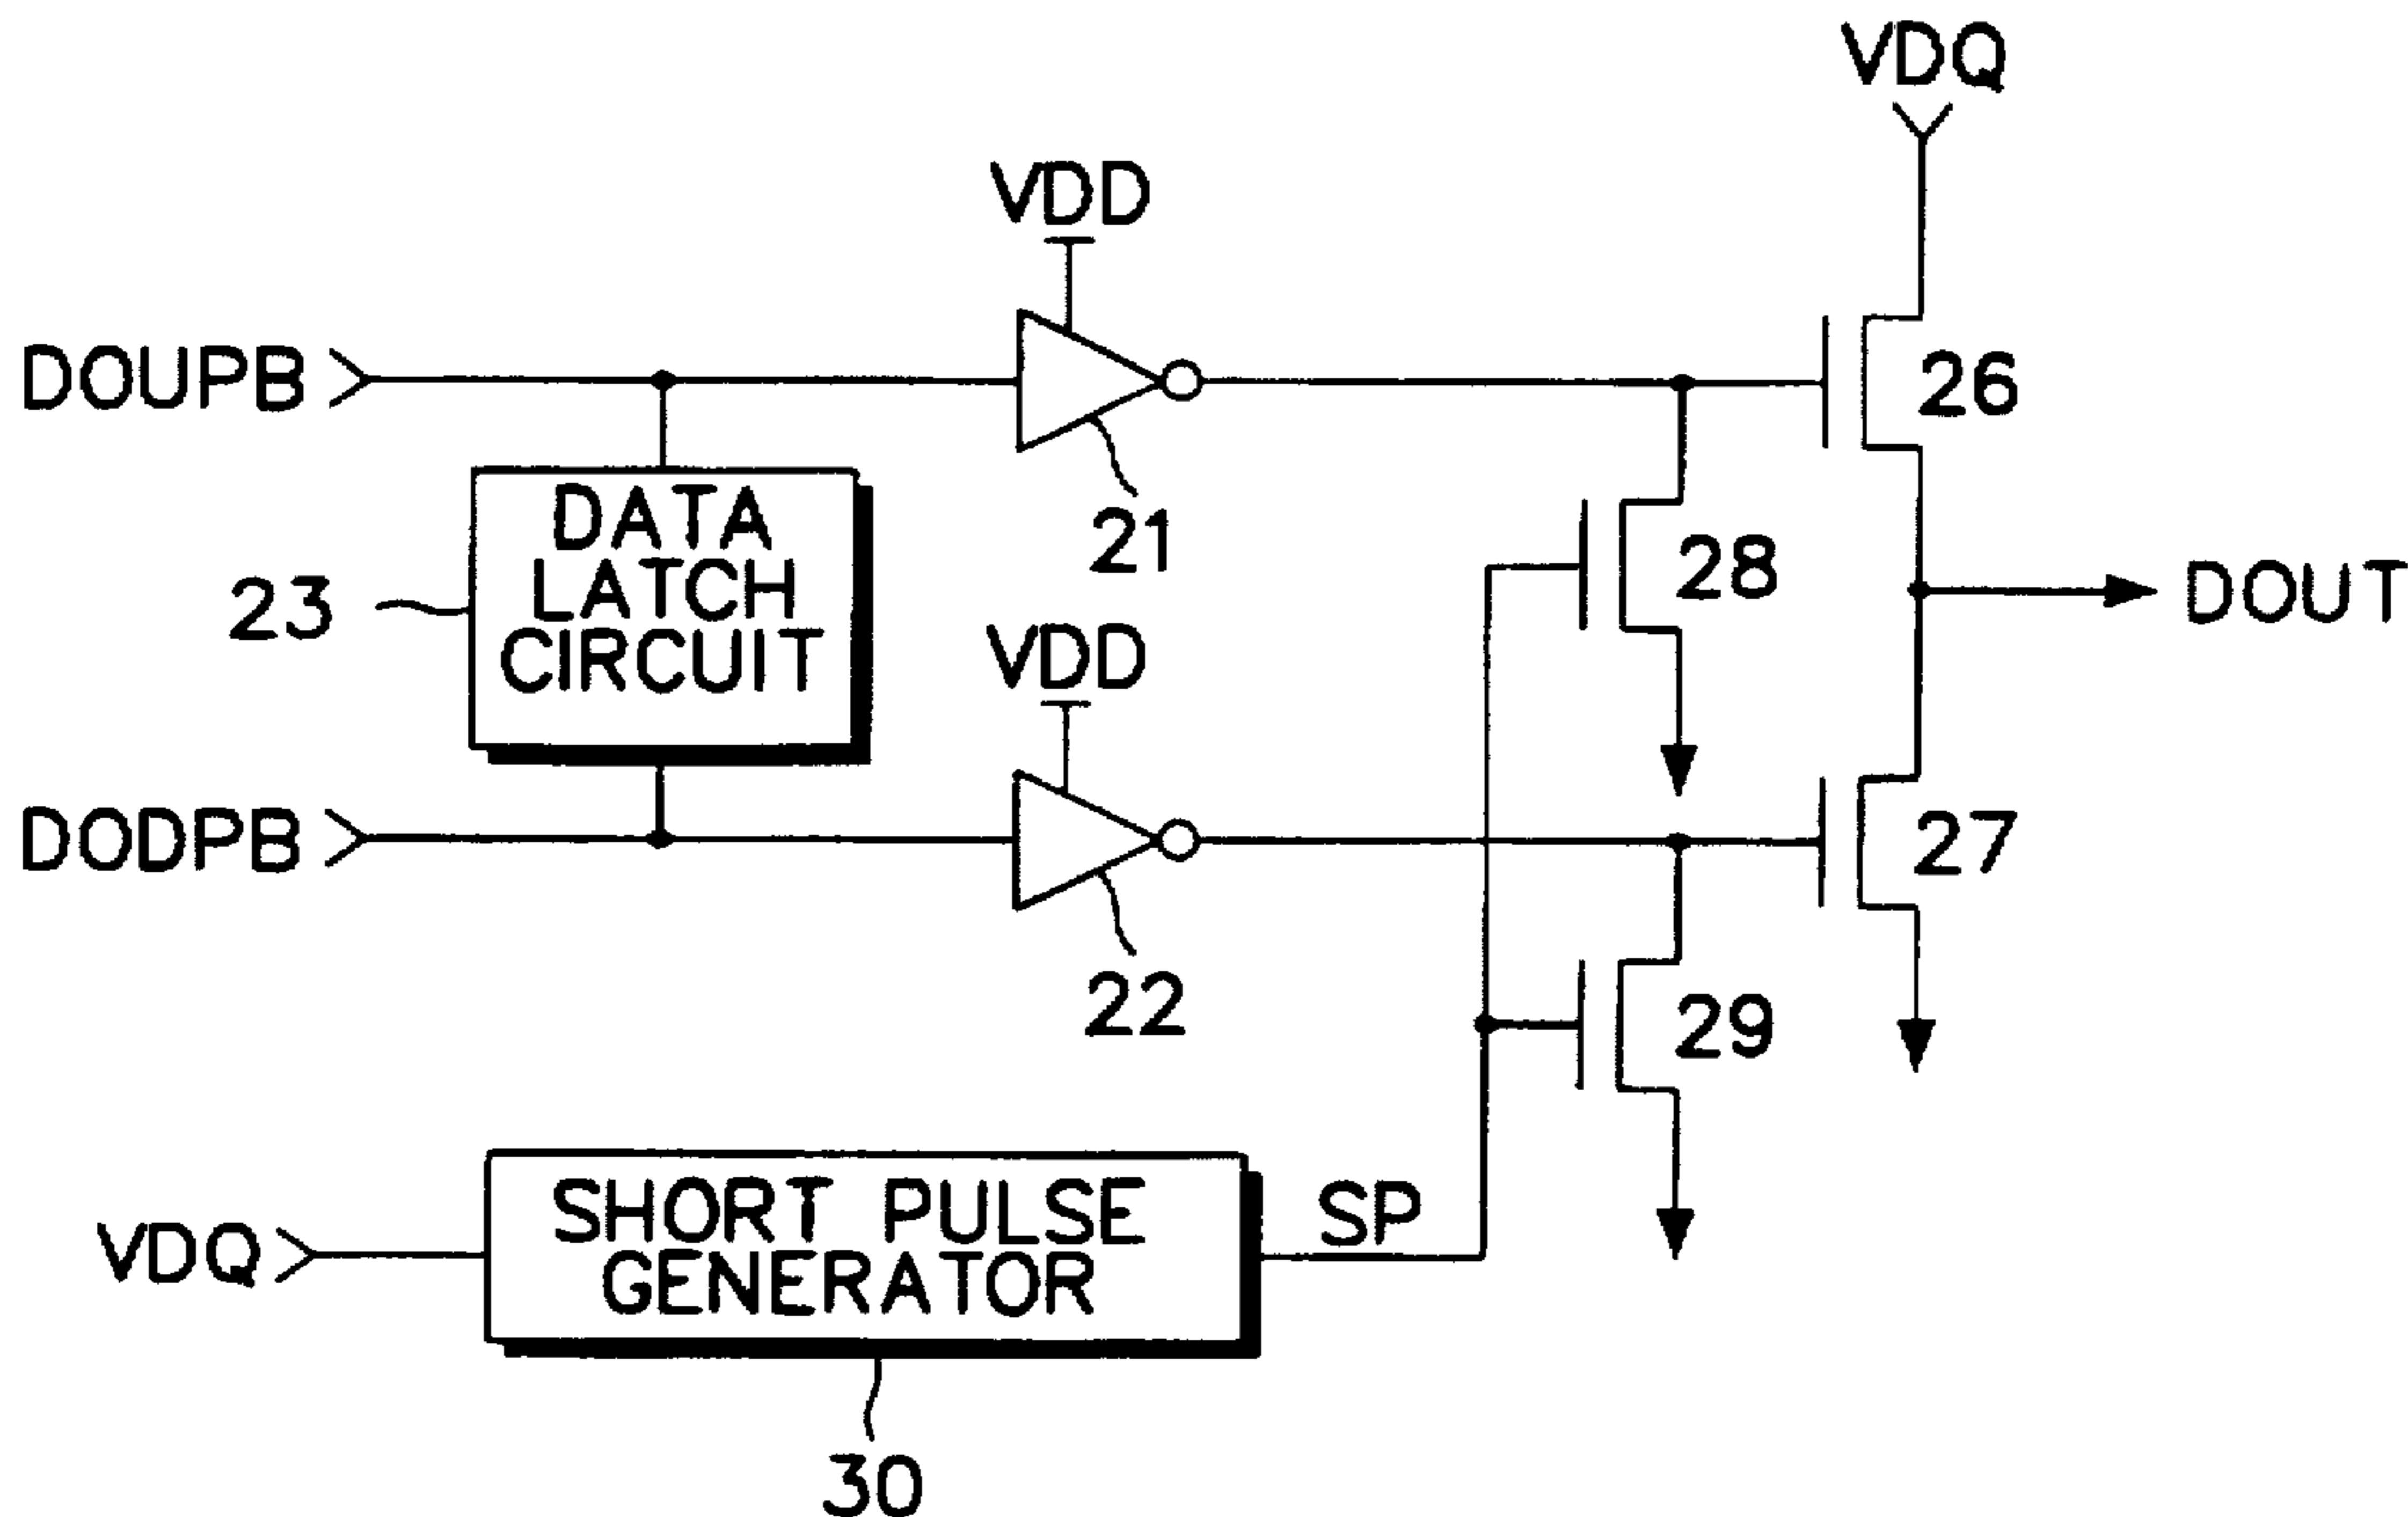 VDQ
VDD
DOUPB
26
DATA
LATCH
CIRCUIT
21
28
23
DOUT
VDD
DODPB
27
22
29
SHORT PULSE
GENERATOR
SP
VDQ
30